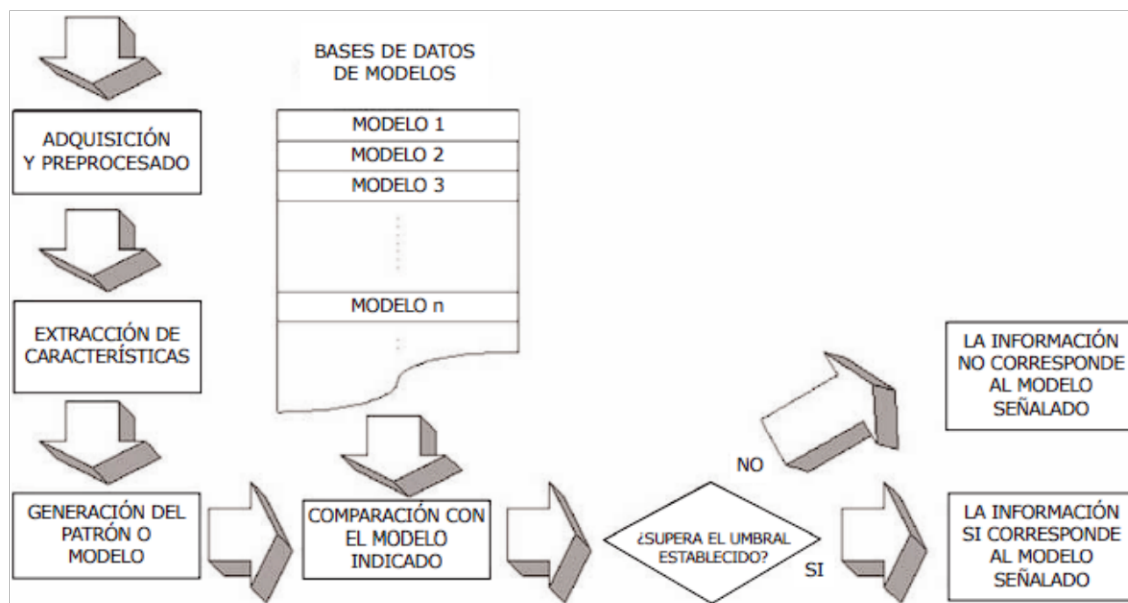 BASES DE DATOS
DE MODELOS
ADQUISICIÓN
Y PREPROCESADO
MODELO 1
MODELO 2
MODELO 3
MODELO n
EXTRACCIÓN DE
CARACTERÍSTICAS
GENERACIÓN DEL
PATRÓN O
MODELO
COMPARACIÓN CON
EL MODELO
INDICADO
¿SUPERA EL UMBRAL
ESTABLECIDO?
NO
LA INFORMACIÓN
NO CORRESPONDE
AL MODELO
SEÑALADO
SI
LA INFORMACIÓN
SI CORRESPONDE
AL MODELO
SEÑALADO